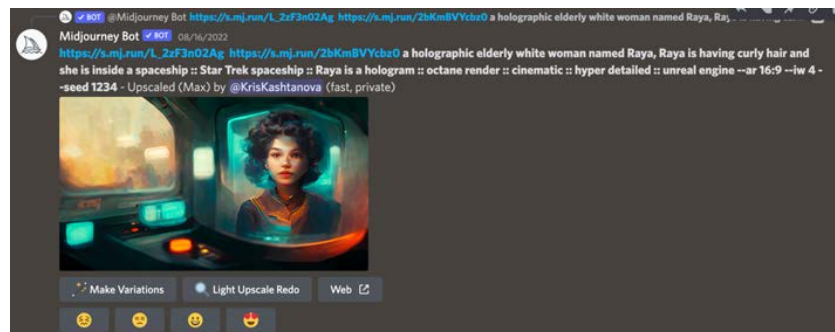 BOT @Midjourney Bot https://s.mj.run/L_2zF3n02Ag https://s.mj.run/2bKmBVYcbz0 a holographic elderly white woman named Raya,
Midjourney Bot BOT 08/16/2022
https://s.mj.run/L_2zF3n02Ag https://s.mj.run/2bKmBVYcbz0 a holographic elderly white woman named Raya, Raya is having curly hair and
she is inside a spaceship :: Star Trek spaceship :: Raya is a hologram :: octane render :: cinematic :: hyper detailed :: unreal engine --ar 16:9 --iw 4 -
-seed 1234 - Upscaled (Max) by @KrisKashtanova (fast, private)
Make Variations Light Upscale Redo Web